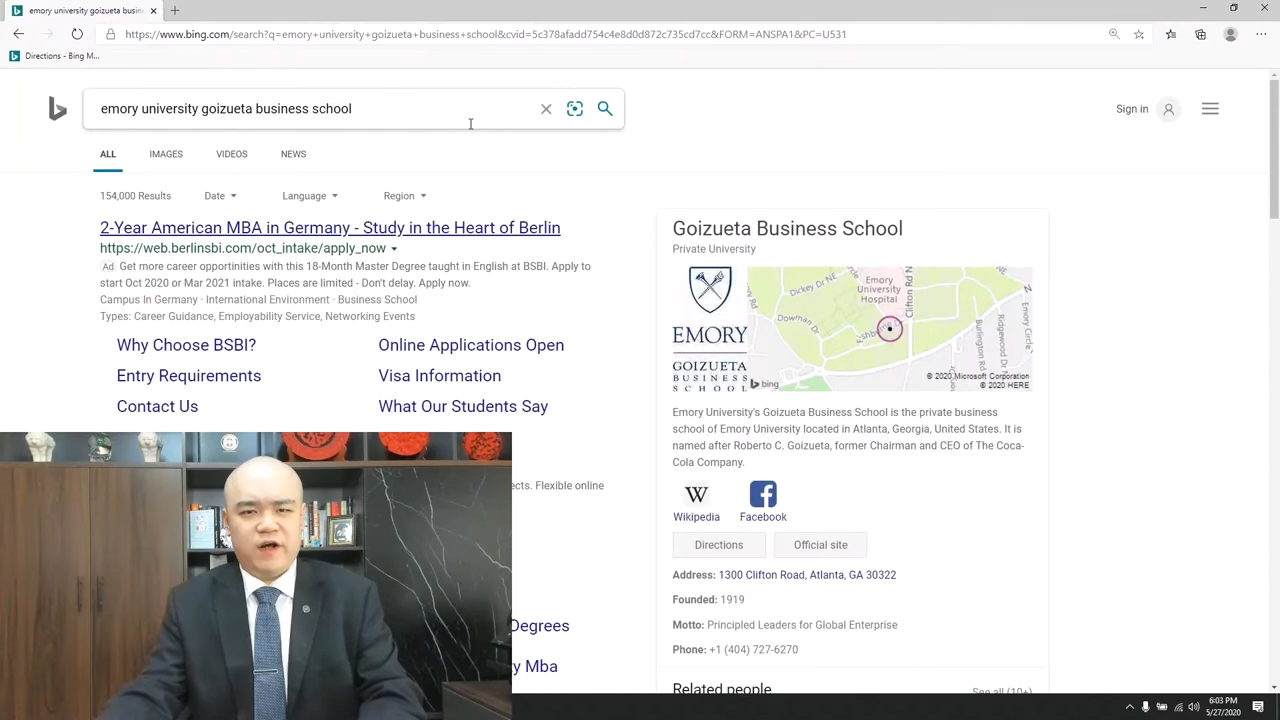 emory university goizueta busin
https://www.bing.com/search?q=emory+university+goizueta+business+school&cvid=5c378afadd754c4e8d0d872c735cd7cc&FORM=ANSPA1&PC=U531
Directions - Bing M...
emory university goizueta business school
Sign in
ALL IMAGES VIDEOS NEWS
154,000 Results Date Language Region
2-Year American MBA in Germany - Study in the Heart of Berlin
https://web.berlinsbi.com/oct_intake/apply_now
Ad Get more career opportunities with this 18-Month Master Degree taught in English at BSBI. Apply to
start Oct 2020 or Mar 2021 intake. Places are limited - Don't delay. Apply now.
Campus In Germany · International Environment · Business School
Types: Career Guidance, Employability Service, Networking Events
Why Choose BSBI? Online Applications Open
Entry Requirements Visa Information
Contact Us What Our Students Say
ects. Flexible online
Degrees
y Mba
Goizueta Business School
Private University
EMORY
GOIZUETA
BUSINESS
SCHOOL
Dickey Dr NE
Emory
University
Hospital
Clifton Rd N
Dowman Dr
Ashbury
Burlington Rd
Ridgewood Dr
Emory Circle
bing
© 2020 Microsoft Corporation
© 2020 HERE
Emory University's Goizueta Business School is the private business
school of Emory University located in Atlanta, Georgia, United States. It is
named after Roberto C. Goizueta, former Chairman and CEO of The Coca-
Cola Company.
W
Wikipedia Facebook
Directions Official site
Address: 1300 Clifton Road, Atlanta, GA 30322
Founded: 1919
Motto: Principled Leaders for Global Enterprise
Phone: +1 (404) 727-6270
Related people See all (10+)
6:03 PM
5/27/2020